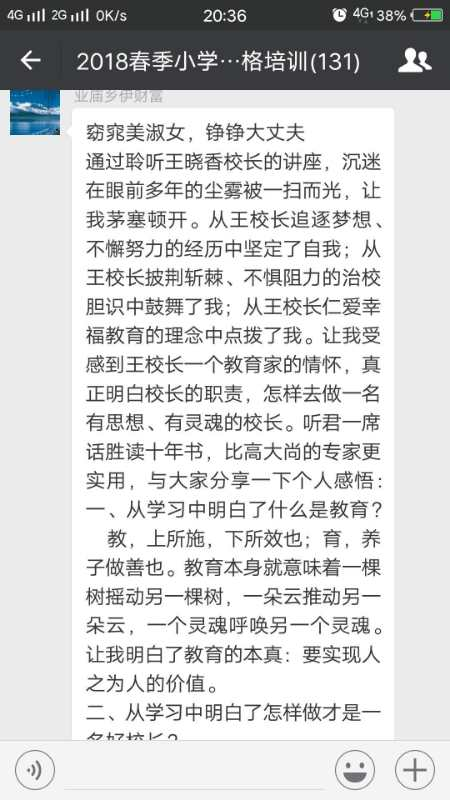 4G 2G 0K/s 20:36 4G 38%
2018春季小学…格培训(131)
亚庙乡伊财富
窈窕美淑女，铮铮大丈夫
通过聆听王晓香校长的讲座，沉迷
在眼前多年的尘雾被一扫而光，让
我茅塞顿开。从王校长追逐梦想、
不懈努力的经历中坚定了自我；从
王校长披荆斩棘、不惧阻力的治校
胆识中鼓舞了我；从王校长仁爱幸
福教育的理念中点拨了我。让我受
感到王校长一个教育家的情怀，真
正明白校长的职责，怎样去做一名
有思想、有灵魂的校长。听君一席
话胜读十年书，比高大尚的专家更
实用，与大家分享一下个人感悟：
一、从学习中明白了什么是教育？
教，上所施，下所效也；育，养
子做善也。教育本身就意味着一棵
树摇动另一棵树，一朵云推动另一
朵云，一个灵魂呼唤另一个灵魂。
让我明白了教育的本真：要实现人
之为人的价值。
二、从学习中明白了怎样做才是一
名好校长？